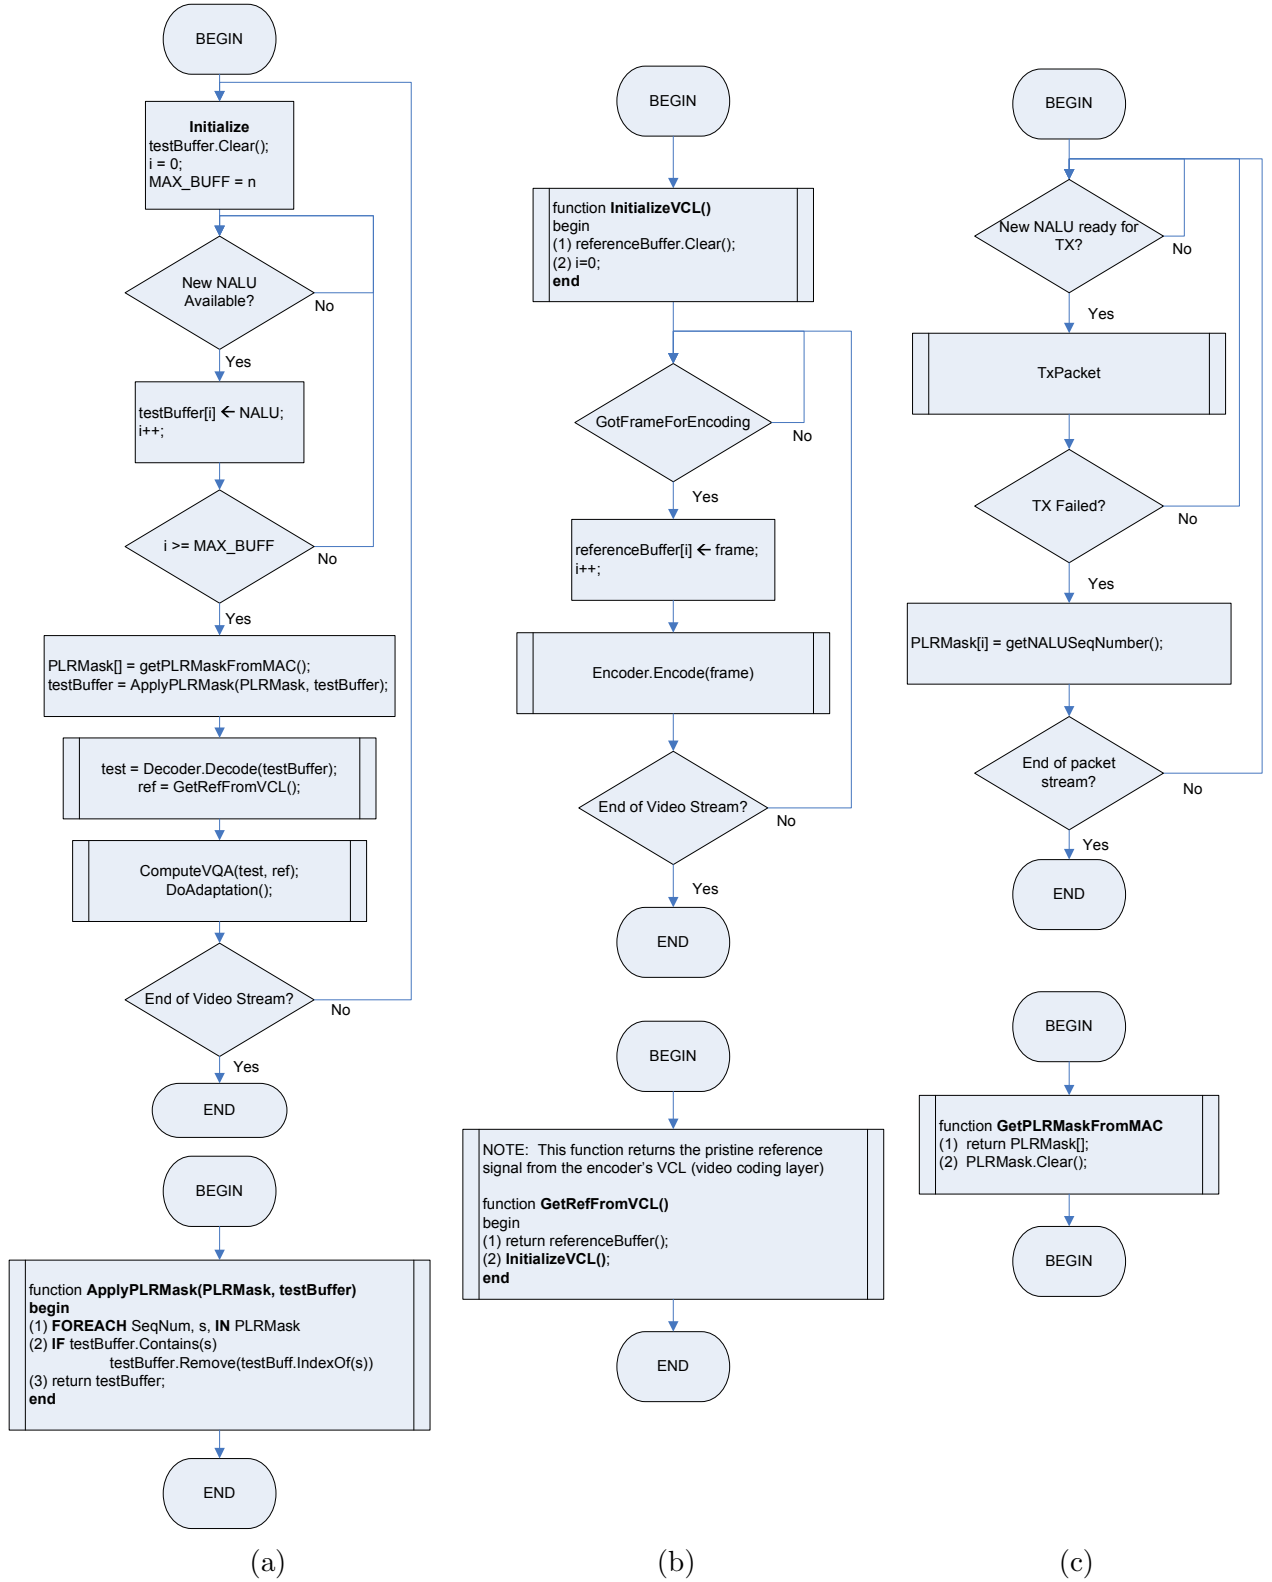 BEGIN
Initialize
testBuffer.Clear();
i = 0;
MAX_BUFF = n
New NALU
Available?
No
Yes
testBuffer[i] ← NALU;
i++;
i >= MAX_BUFF
No
Yes
PLRMask[] = getPLRMaskFromMAC();
testBuffer = ApplyPLRMask(PLRMask, testBuffer);
test = Decoder.Decode(testBuffer);
ref = GetRefFromVCL();
ComputeVQA(test, ref);
DoAdaptation();
End of Video Stream?
No
Yes
END
BEGIN
function ApplyPLRMask(PLRMask, testBuffer)
begin
(1) FOREACH SeqNum, s, IN PLRMask
(2) IF testBuffer.Contains(s)
testBuffer.Remove(testBuff.IndexOf(s))
(3) return testBuffer;
end
END
(a)
BEGIN
function InitializeVCL()
begin
(1) referenceBuffer.Clear();
(2) i=0;
end
GotFrameForEncoding
No
Yes
referenceBuffer[i] ← frame;
i++;
Encoder.Encode(frame)
End of Video Stream?
No
Yes
END
BEGIN
NOTE: This function returns the pristine reference
signal from the encoder's VCL (video coding layer)
function GetRefFromVCL()
begin
(1) return referenceBuffer();
(2) InitializeVCL();
end
END
(b)
BEGIN
New NALU ready for
TX?
No
Yes
TxPacket
TX Failed?
No
Yes
PLRMask[i] = getNALUSeqNumber();
End of packet
stream?
No
Yes
END
BEGIN
function GetPLRMaskFromMAC
(1) return PLRMask[];
(2) PLRMask.Clear();
BEGIN
(c)